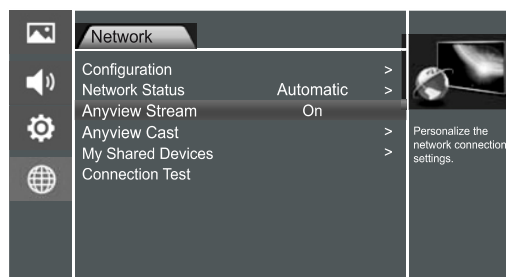 Network
Configuration >
Network Status Automatic >
Anyview Stream On
Anyview Cast >
My Shared Devices >
Connection Test
Personalize the
network connection
settings.